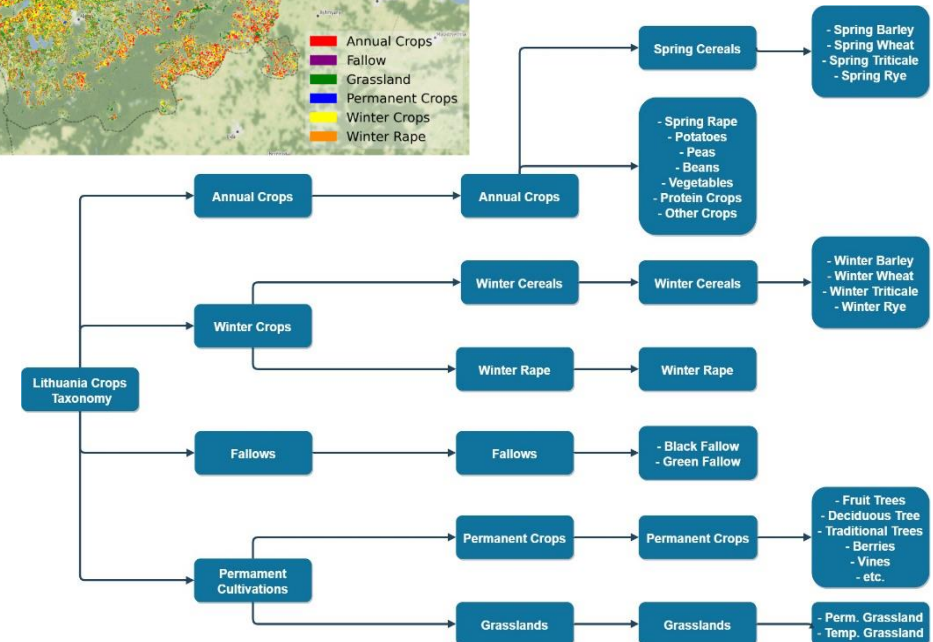 Annual Crops
Fallow
Grassland
Permanent Crops
Winter Crops
Winter Rape
Lithuania Crops
Taxonomy
Annual Crops
Annual Crops
Spring Cereals
- Spring Barley
- Spring Wheat
- Spring Triticale
- Spring Rye
- Spring Rape
- Potatoes
- Peas
- Beans
- Vegetables
- Protein Crops
- Other Crops
Winter Crops
Winter Cereals
Winter Cereals
- Winter Barley
- Winter Wheat
- Winter Triticale
- Winter Rye
Winter Rape
Winter Rape
Fallows
Fallows
- Black Fallow
- Green Fallow
Permament
Cultivations
Permanent Crops
Permanent Crops
- Fruit Trees
- Deciduous Tree
- Traditional Trees
- Berries
- Vines
- etc.
Grasslands
Grasslands
- Perm. Grassland
- Temp. Grassland